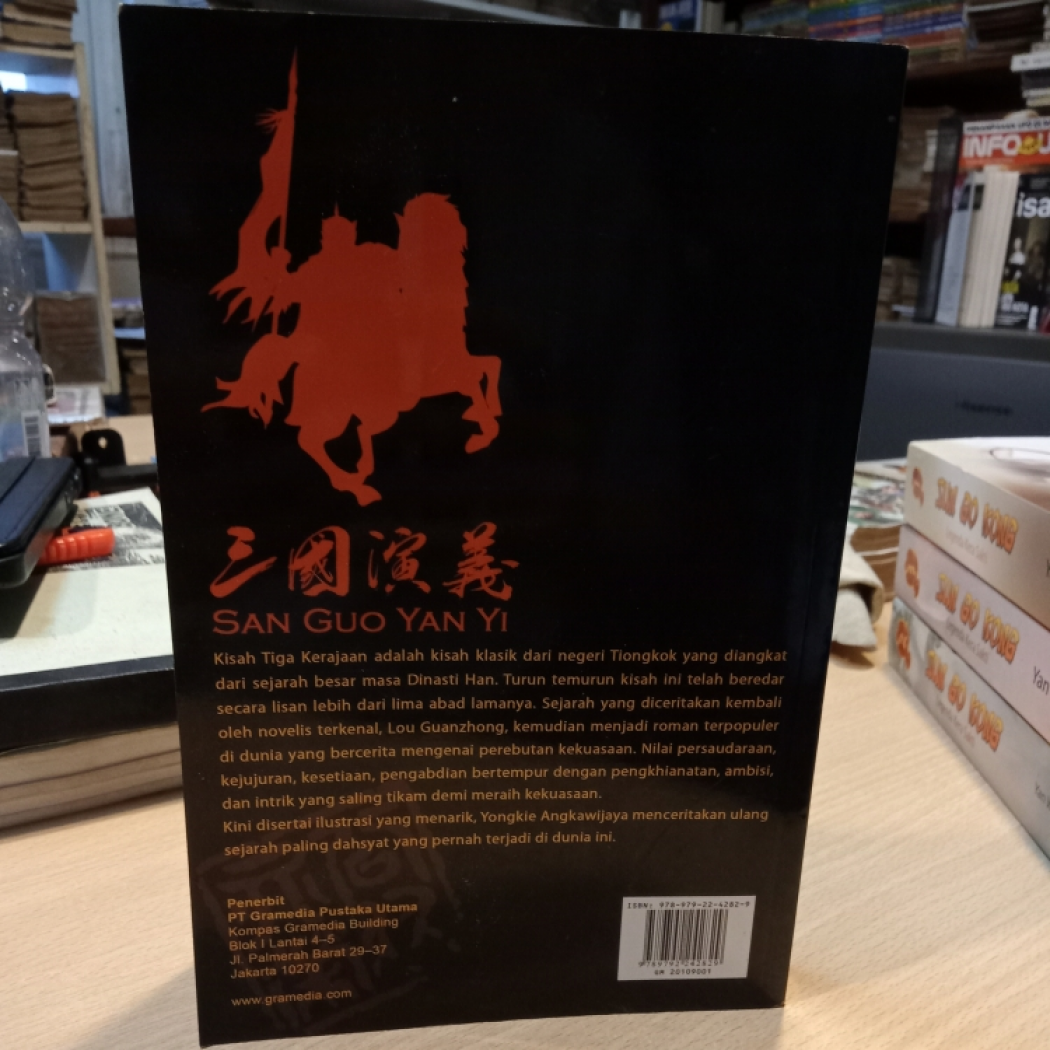 三國演義
SAN GUO YAN YI
Kisah Tiga Kerajaan adalah kisah klasik dari negeri Tiongkok yang diangkat
dari sejarah besar masa Dinasti Han. Turun temurun kisah ini telah beredar
secara lisan lebih dari lima abad lamanya. Sejarah yang diceritakan kembali
oleh novelis terkenal, Lou Guanzhong, kemudian menjadi roman terpopuler
di dunia yang bercerita mengenai perebutan kekuasaan. Nilai persaudaraan,
kejujuran, kesetiaan, pengabdian bertempur dengan pengkhianatan, ambisi,
dan intrik yang saling tikam demi meraih kekuasaan.
Kini disertai ilustrasi yang menarik, Yongkie Angkawijaya menceritakan ulang
sejarah paling dahsyat yang pernah terjadi di dunia ini.
Penerbit
PT Gramedia Pustaka Utama
Kompas Gramedia Building
Blok I Lantai 4–5
Jl. Palmerah Barat 29–37
Jakarta 10270
www.gramedia.com
ISBN: 978-979-22-4282-9
9789792242829
GM 20109001
INFO
isa
Hisense
SUN GO KONG
SUN GO KONG
Yan
SUN GO KONG